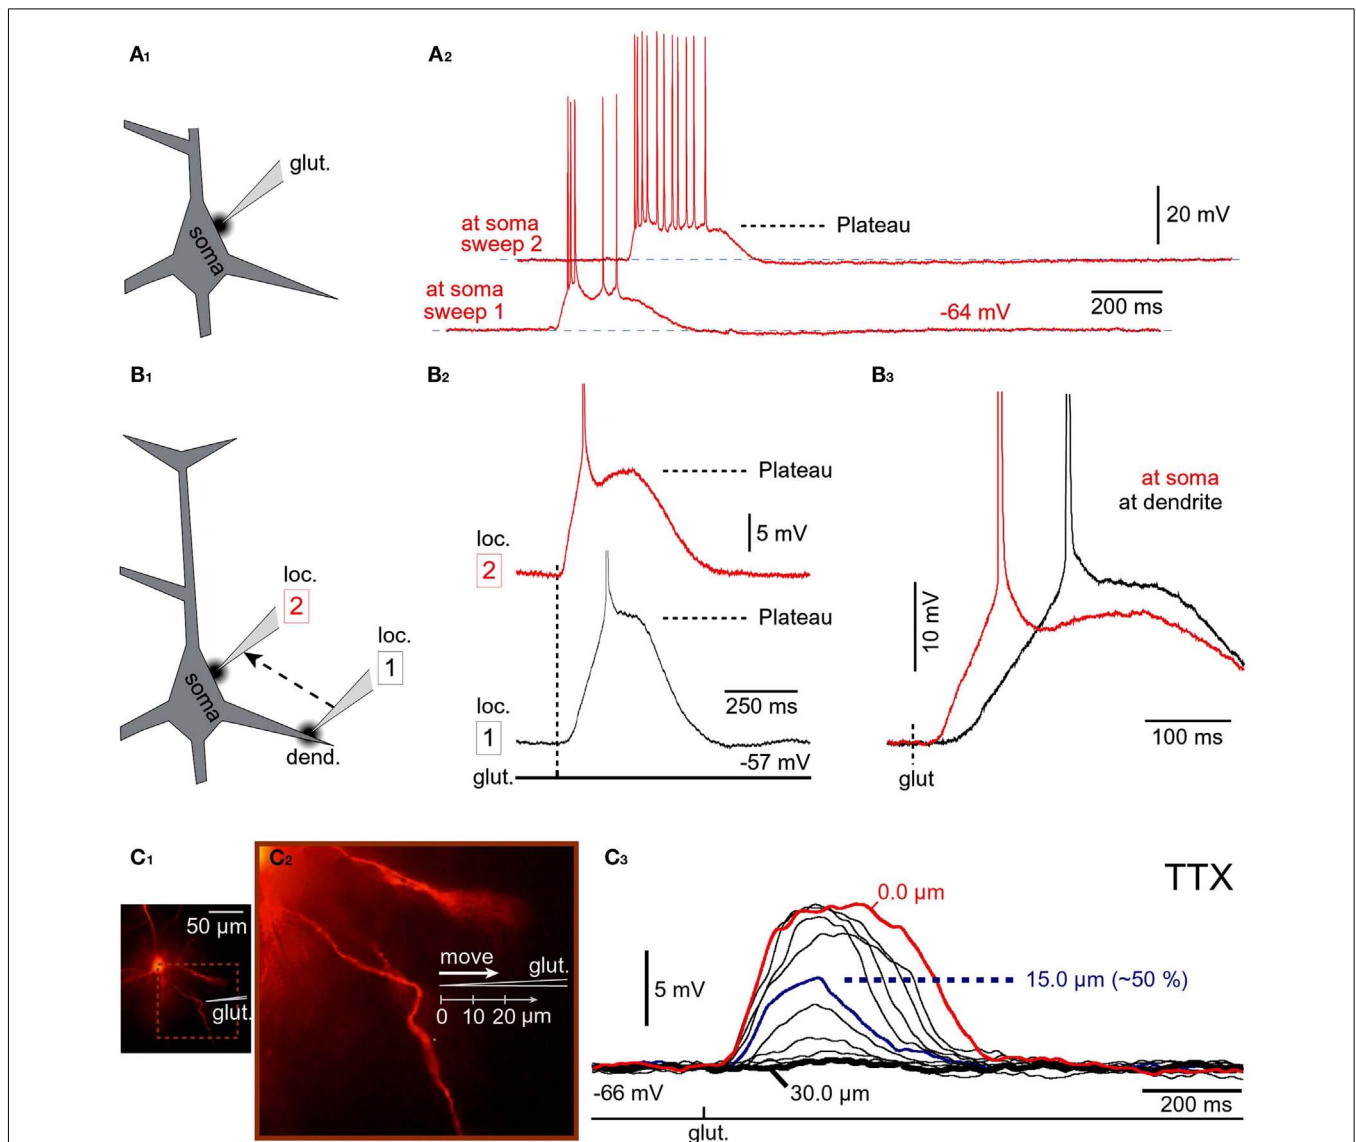 A1
glut.
soma
A2
at soma
sweep 2
Plateau
20 mV
200 ms
at soma
sweep 1
-64 mV
B1
loc.
2
loc.
1
soma
dend.
B2
Plateau
loc.
2
5 mV
Plateau
250 ms
loc.
1
-57 mV
glut.
B3
at soma
at dendrite
10 mV
100 ms
glut
C1
50 µm
glut.
C2
move
glut.
0 10 20 µm
C3
TTX
0.0 µm
5 mV
15.0 µm (~50 %)
-66 mV
30.0 µm
200 ms
glut.